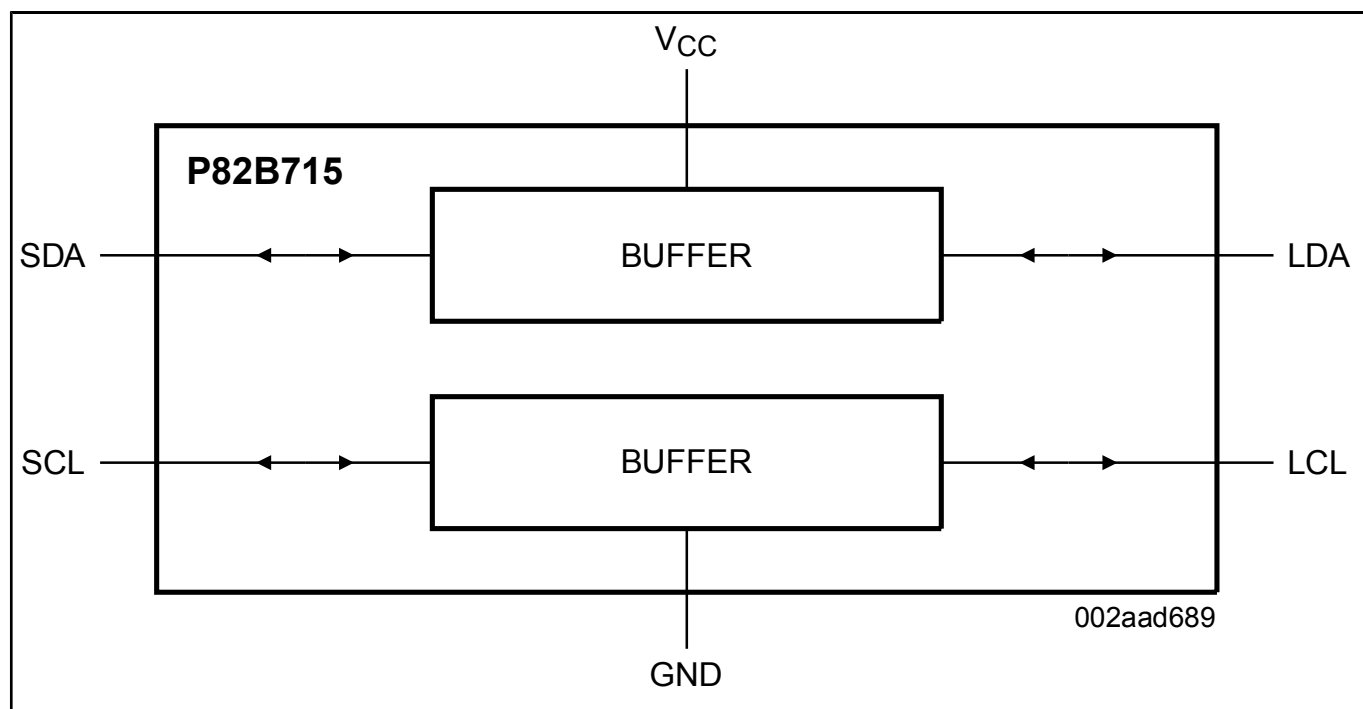 VCC
P82B715
SDA
BUFFER
LDA
SCL
BUFFER
LCL
002aad689
GND